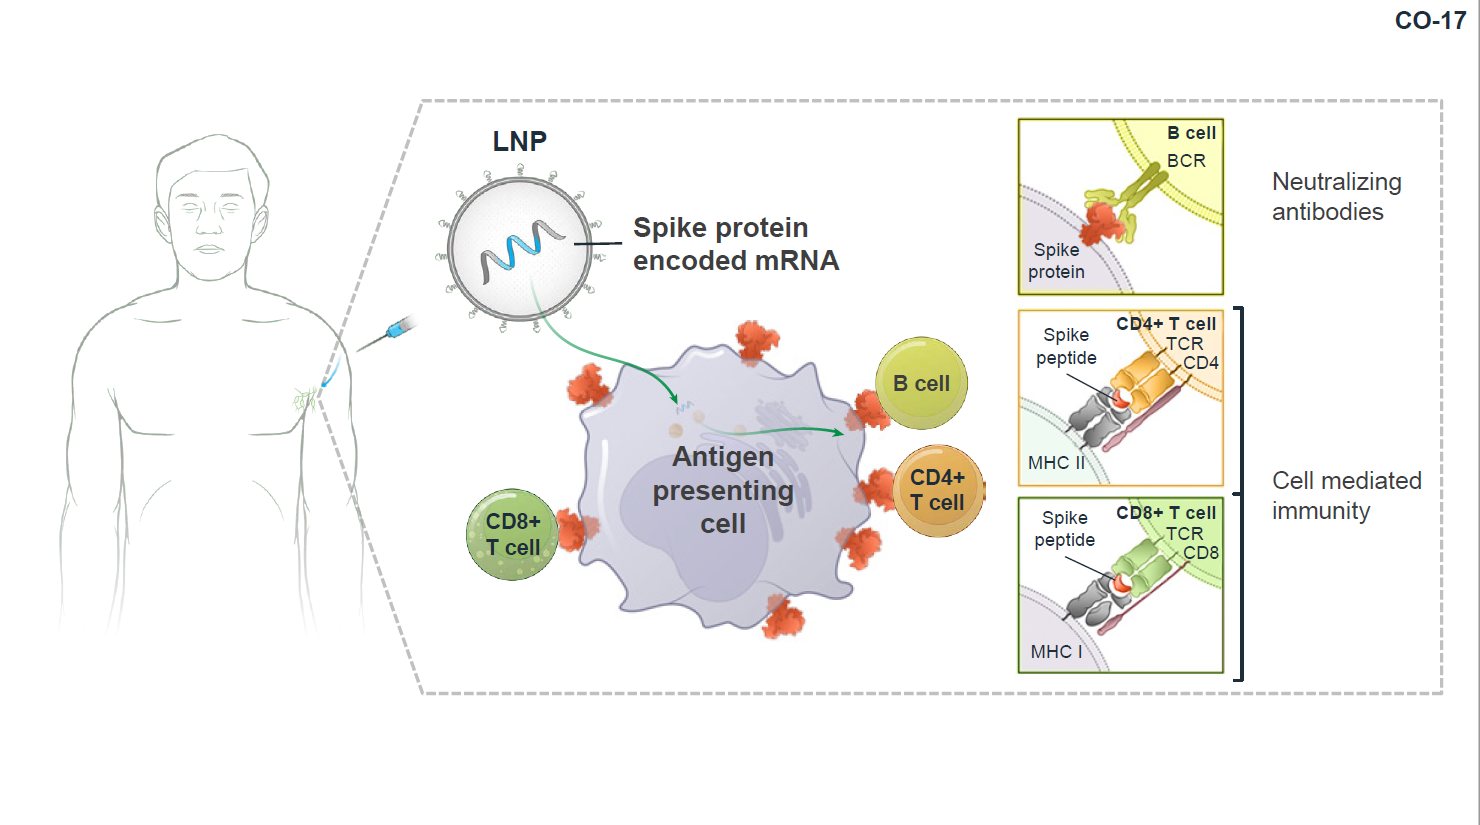 CO-17
LNP
Spike protein
encoded mRNA
Antigen
presenting
cell
B cell
CD4+
T cell
CD8+
T cell
B cell
BCR
Spike
protein
Neutralizing
antibodies
CD4+ T cell
TCR
CD4
Spike
peptide
MHC II
CD8+ T cell
TCR
CD8
Spike
peptide
MHC I
Cell mediated
immunity